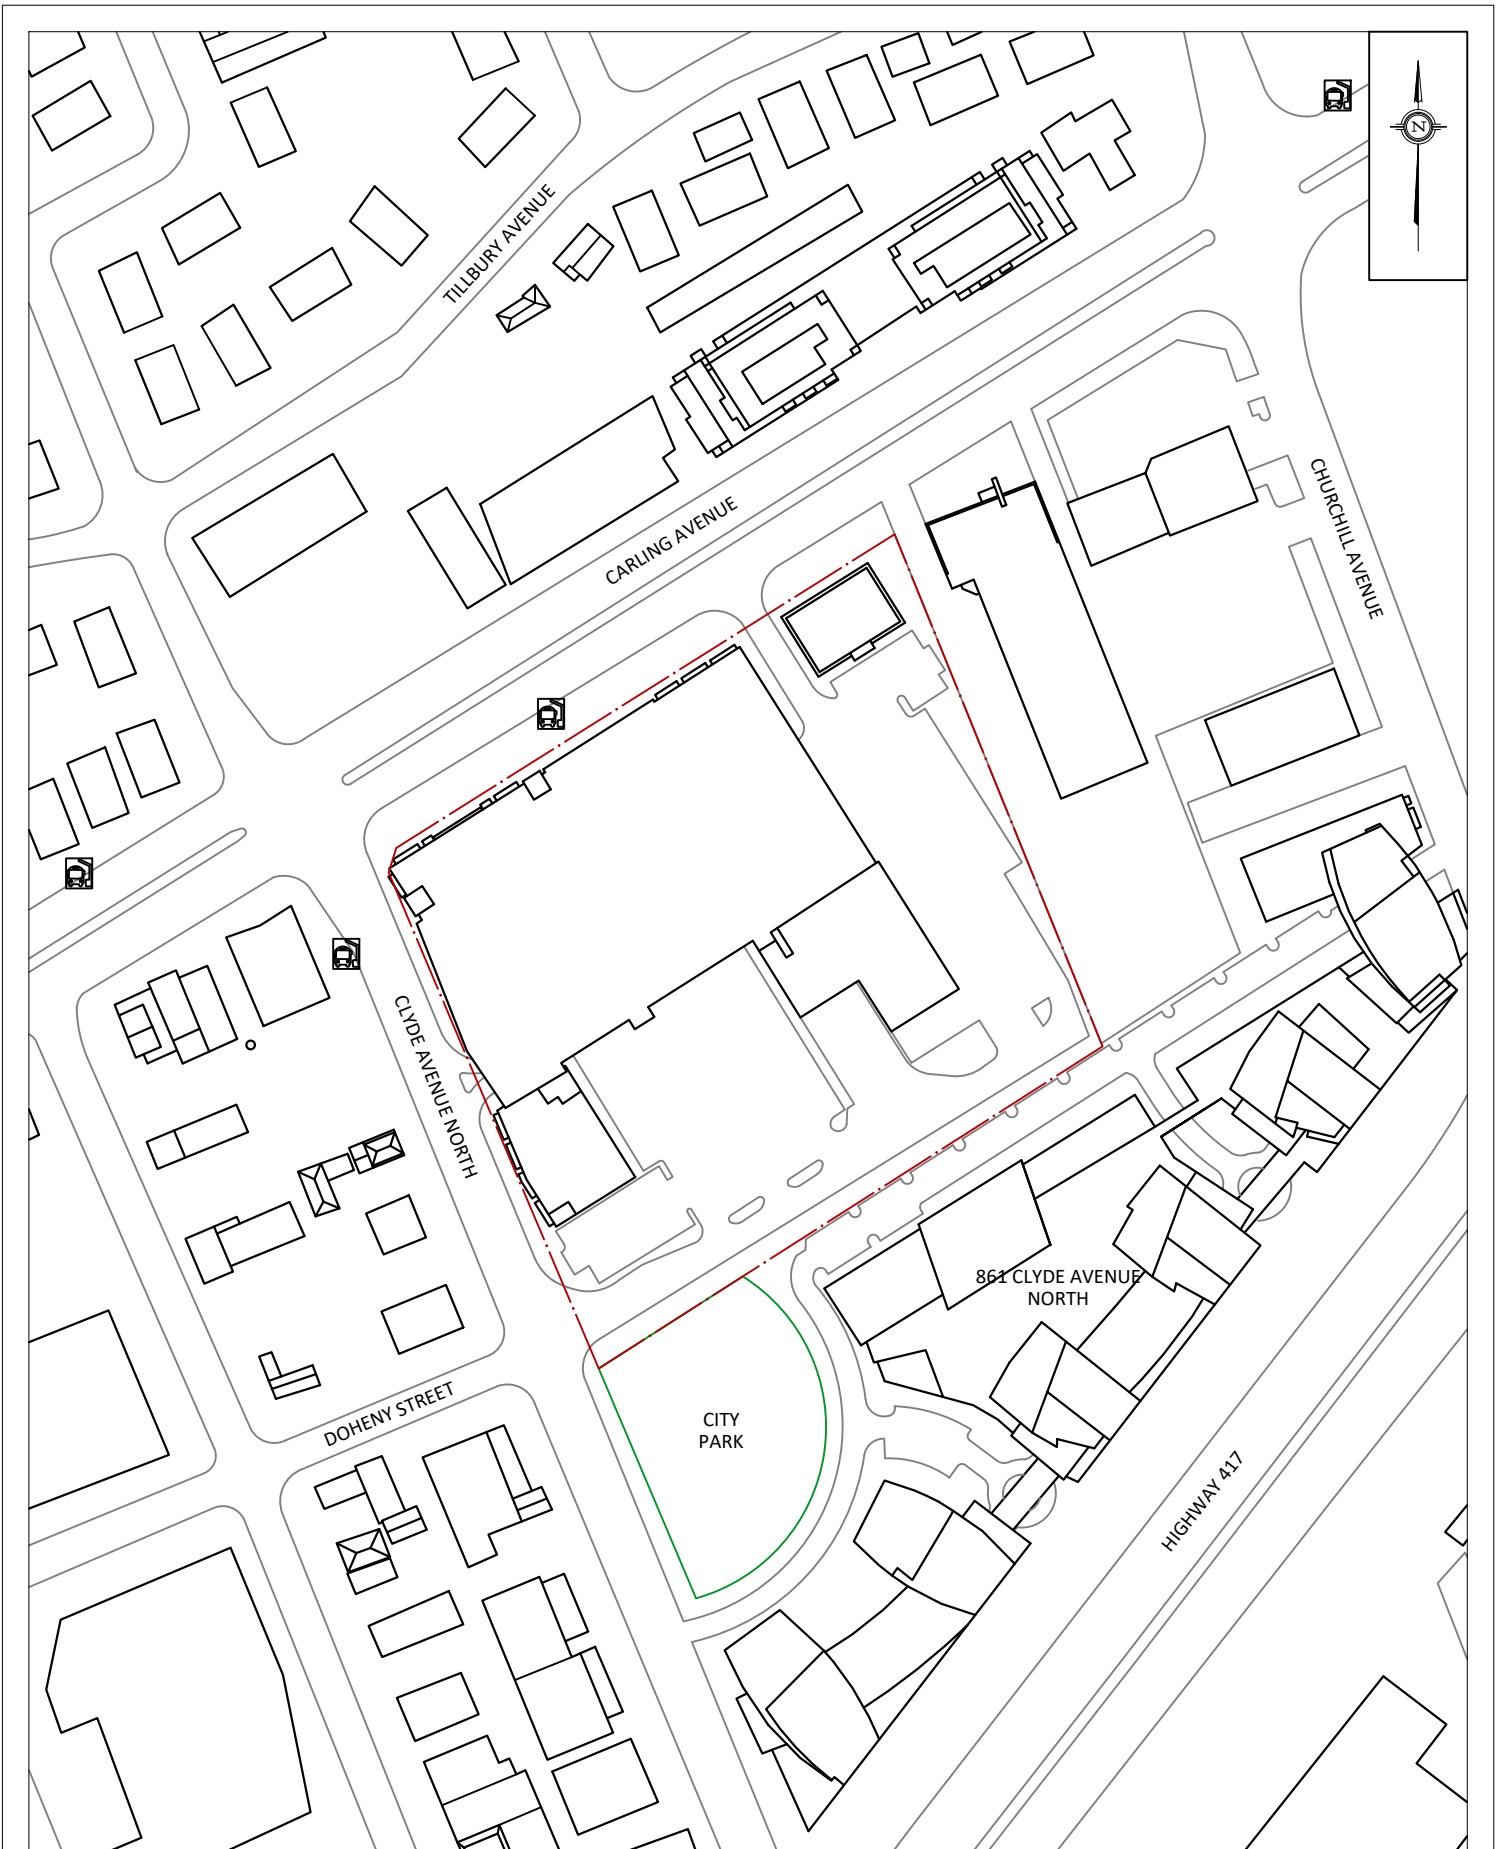 N
TILLBURY AVENUE
CARLING AVENUE
CHURCHILL AVENUE
CLYDE AVENUE NORTH
861 CLYDE AVENUE
NORTH
DOHENY STREET
CITY
PARK
HIGHWAY 417